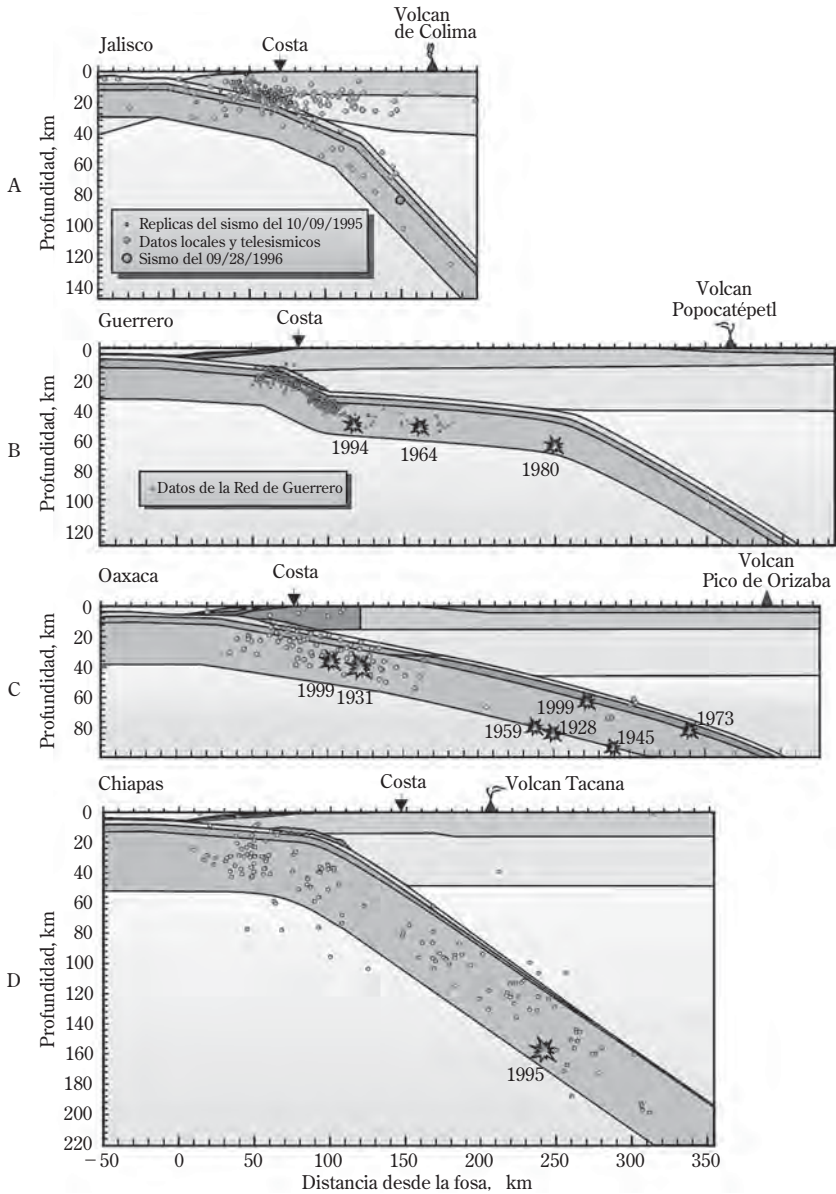 Volcan
de Colima
Jalisco
Costa
0
20
40
60
80
100
120
140
Profundidad, km
A
Replicas del sismo del 10/09/1995
Datos locales y telesismicos
Sismo del 09/28/1996
Volcan
Popocatépetl
Guerrero
Costa
0
20
40
60
80
100
120
Profundidad, km
B
1994
1964
1980
Datos de la Red de Guerrero
Volcan
Pico de Orizaba
Oaxaca
Costa
0
20
40
60
80
Profundidad, km
C
1999
1931
1959
1999
1928
1945
1973
Chiapas
Costa
Volcan Tacana
0
20
40
60
80
100
120
140
160
180
200
220
Profundidad, km
D
1995
−50 0 50 100 150 200 250 300 350
Distancia desde la fosa, km